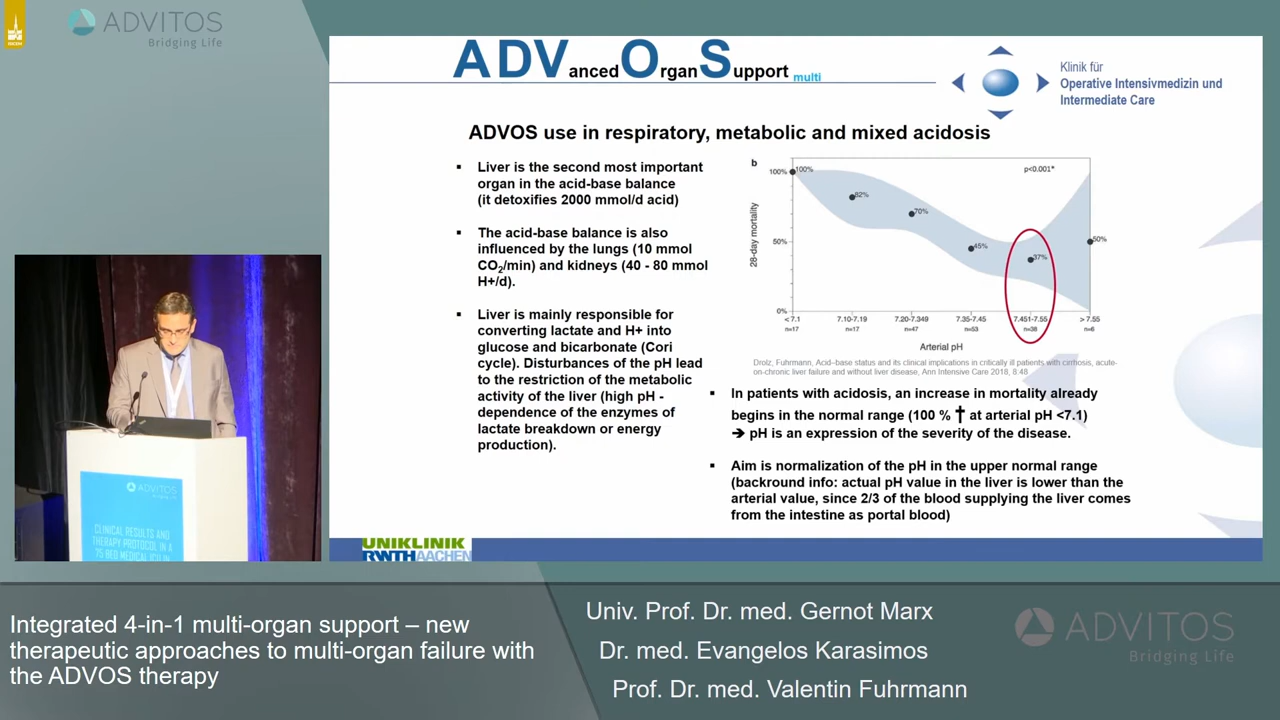 ADVITOS
Bridging Life
ADVanced OrganSupport multi
Klinik für
Operative Intensivmedizin und
Intermediate Care
ADVOS use in respiratory, metabolic and mixed acidosis
▪ Liver is the second most important
organ in the acid-base balance
(it detoxifies 2000 mmol/d acid)
▪ The acid-base balance is also
influenced by the lungs (10 mmol
CO2/min) and kidneys (40 - 80 mmol
H+/d).
▪ Liver is mainly responsible for
converting lactate and H+ into
glucose and bicarbonate (Cori
cycle). Disturbances of the pH lead
to the restriction of the metabolic
activity of the liver (high pH -
dependence of the enzymes of
lactate breakdown or energy
production).
b
p<0.001*
28-day mortality
100%
50%
0%
100%
82%
70%
45%
37%
50%
<7.1 7.10-7.19 7.20-7.349 7.35-7.45 7.451-7.55 > 7.55
n=17 n=17 n=47 n=53 n=38 n=6
Arterial pH
Drolz, Fuhrmann, Acid–base status and its clinical implications in critically ill patients with cirrhosis, acute-
on-chronic liver failure and without liver disease, Ann Intensive Care 2018, 8:48
▪ In patients with acidosis, an increase in mortality already
begins in the normal range (100 % † at arterial pH <7.1)
➔ pH is an expression of the severity of the disease.
▪ Aim is normalization of the pH in the upper normal range
(backround info: actual pH value in the liver is lower than the
arterial value, since 2/3 of the blood supplying the liver comes
from the intestine as portal blood)
UNIKLINIK
RWTHAACHEN
ADVITOS
CLINICAL RESULTS AND
THERAPY PROTOCOL IN A
75 BED MEDICAL ICU IN
Integrated 4-in-1 multi-organ support – new
therapeutic approaches to multi-organ failure with
the ADVOS therapy
Univ. Prof. Dr. med. Gernot Marx
Dr. med. Evangelos Karasimos
Prof. Dr. med. Valentin Fuhrmann
ADVITOS
Bridging Life